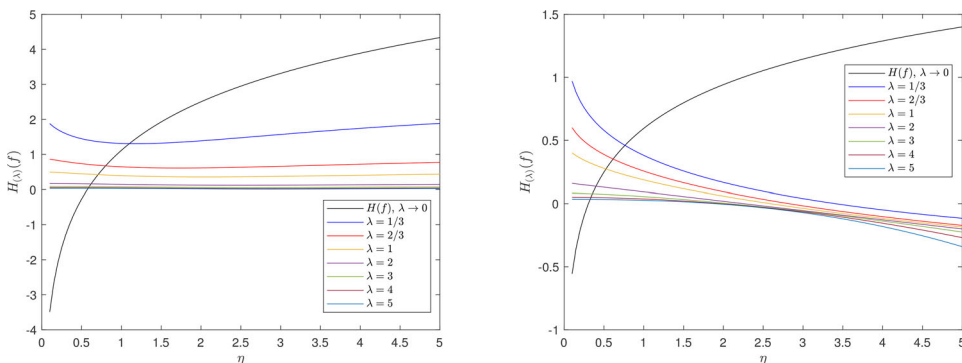 5
4
3
2
1
0
-1
-2
-3
-4
H(λ)(f)
0 0.5 1 1.5 2 2.5 3 3.5 4 4.5 5
η
H(f), λ → 0
λ = 1/3
λ = 2/3
λ = 1
λ = 2
λ = 3
λ = 4
λ = 5
1.5
1
0.5
0
-0.5
-1
H(λ)(f)
0 0.5 1 1.5 2 2.5 3 3.5 4 4.5 5
η
H(f), λ → 0
λ = 1/3
λ = 2/3
λ = 1
λ = 2
λ = 3
λ = 4
λ = 5